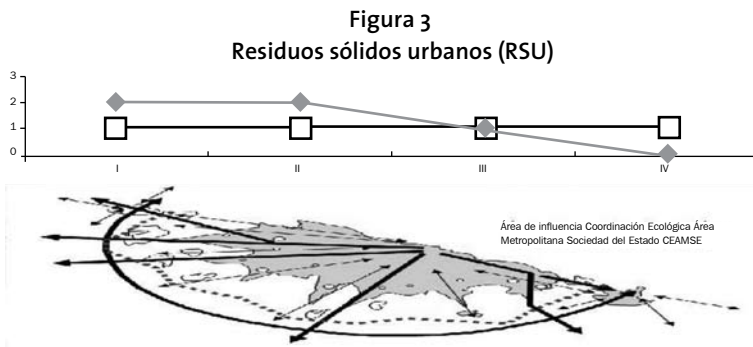 Figura 3
Residuos sólidos urbanos (RSU)
3
2
1
0
I II III IV
Área de influencia Coordinación Ecológica Área
Metropolitana Sociedad del Estado CEAMSE